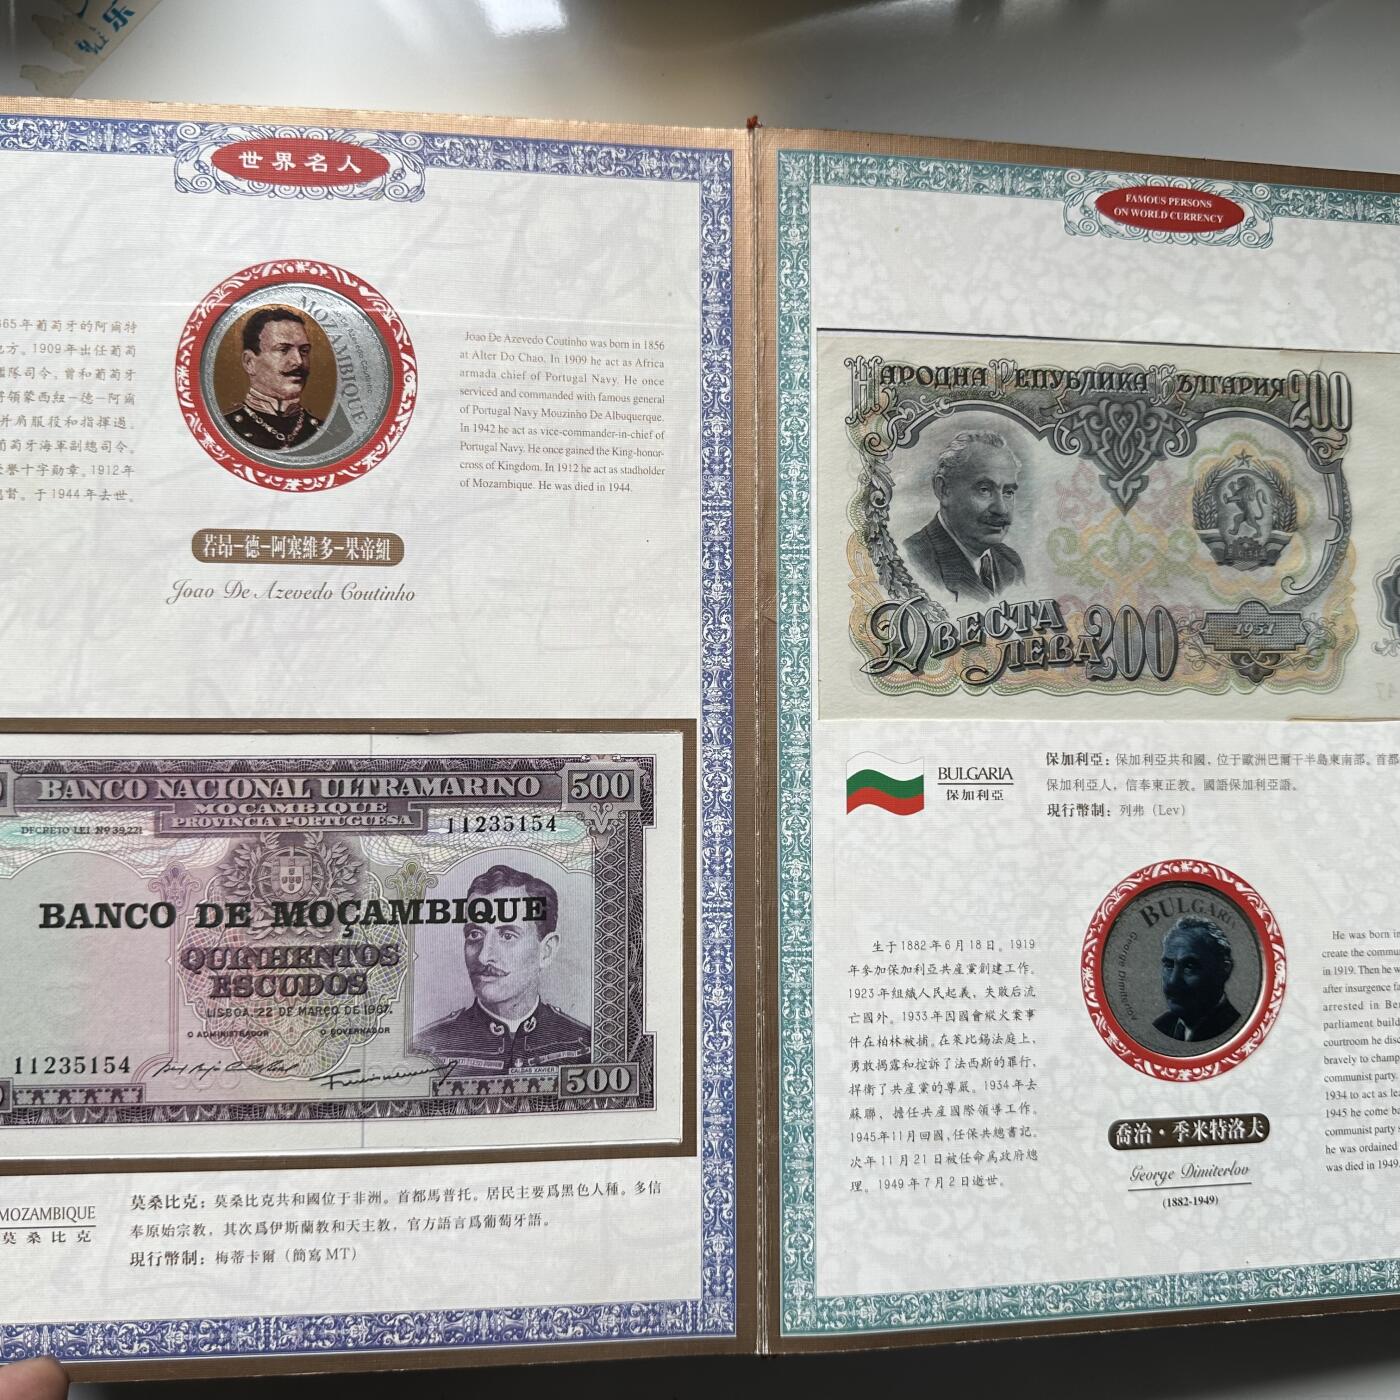 乐
世界名人
65年葡萄牙的阿爾特
地方。1909年出任葡萄
艦隊司令。曾和葡萄牙
將領蒙西紐-德-阿爾
并肩服役和指揮過。
葡萄牙海軍副總司令。
榮譽十字勛章。1912年
總督。于1944年去世。
MOZAMBIQUE
Joao De Azevedo Coutinho was born in 1856
at Alter Do Chao. In 1909 he act as Africa
armada chief of Portugal Navy. He once
serviced and commanded with famous general
of Portugal Navy Mouzinho De Albuquerque.
In 1942 he act as vice-commander-in-chief of
Portugal Navy. He once gained the King-honor-
cross of Kingdom. In 1912 he act as stadholder
of Mozambique. He was died in 1944.
若昂-德-阿塞維多-果帝紐
Joao De Azevedo Coutinho
BANCO NACIONAL ULTRAMARINO
500
MOÇAMBIQUE
PROVINCIA PORTUGUESA
DECRETO LEI Nº 39.221
11235154
BANCO DE MOÇAMBIQUE
QUINHENTOS
ESCUDOS
LISBOA, 22 DE MARÇO DE 1967.
O ADMINISTRADOR
O GOVERNADOR
11235154
CALDAS XAVIER
500
MOZAMBIQUE
莫桑比克
莫桑比克：莫桑比克共和國位于非洲。首都馬普托。居民主要爲黑色人種。多信
奉原始宗教，其次爲伊斯蘭教和天主教，官方語言爲葡萄牙語。
現行幣制：梅蒂卡爾（簡寫 MT）
FAMOUS PERSONS
ON WORLD CURRENCY
НАРОДНА РЕПУБЛИКА БЪЛГАРИЯ
200
ДВЕСТА
ЛЕВА
200
1951
BULGARIA
保加利亞
保加利亞：保加利亞共和國，位于歐洲巴爾干半島東南部。首都
保加利亞人，信奉東正教。國語保加利亞語。
現行幣制：列弗（Lev）
生于1882年6月18日。1919
年參加保加利亞共産黨創建工作。
1923年組織人民起義，失敗后流
亡國外。1933年因國會縱火案事
件在柏林被捕。在萊比錫法庭上，
勇敢揭露和控訴了法西斯的罪行，
捍衛了共産黨的尊嚴。1934年去
蘇聯，擔任共産國際領導工作。
1945年11月回國，任保共總書記。
次年11月21日被任命爲政府總
理。1949年7月2日逝世。
BULGARIA
George Dimiterloo
喬治·季米特洛夫
George Dimiterloo
(1882-1949)
He was born in
create the commu
in 1919. Then he w
after insurgence fa
arrested in Ber
parliament build
courtroom he disc
bravely to champ
communist party.
1934 to act as lea
1945 he come ba
communist party s
he was ordained
was died in 1949.